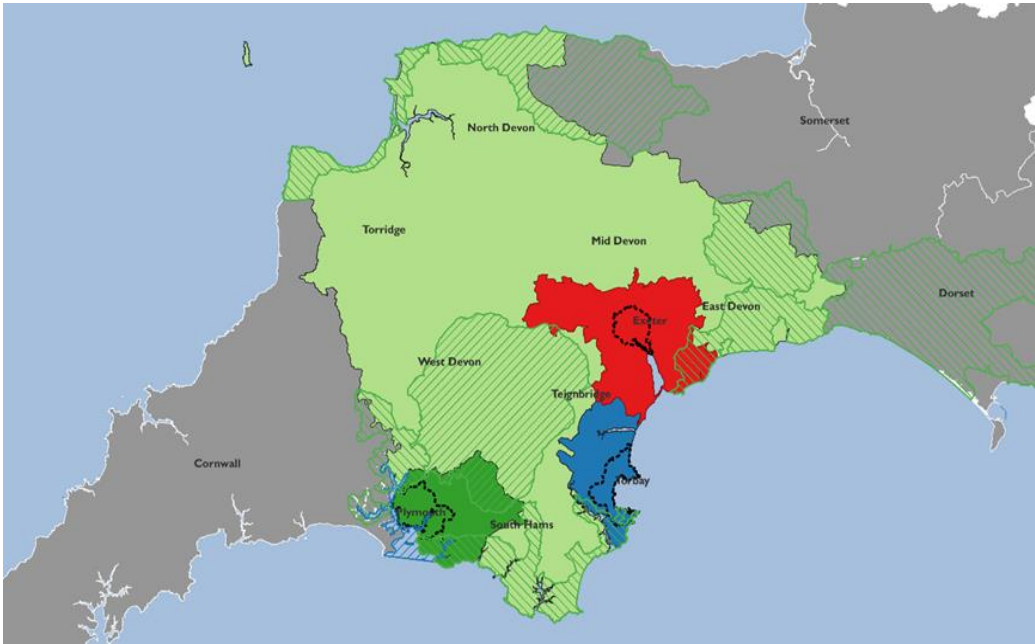 Somerset
North Devon
Torridge
Mid Devon
Dorset
East Devon
Exeter
West Devon
Teignbridge
Cornwall
Torbay
Plymouth
South Hams